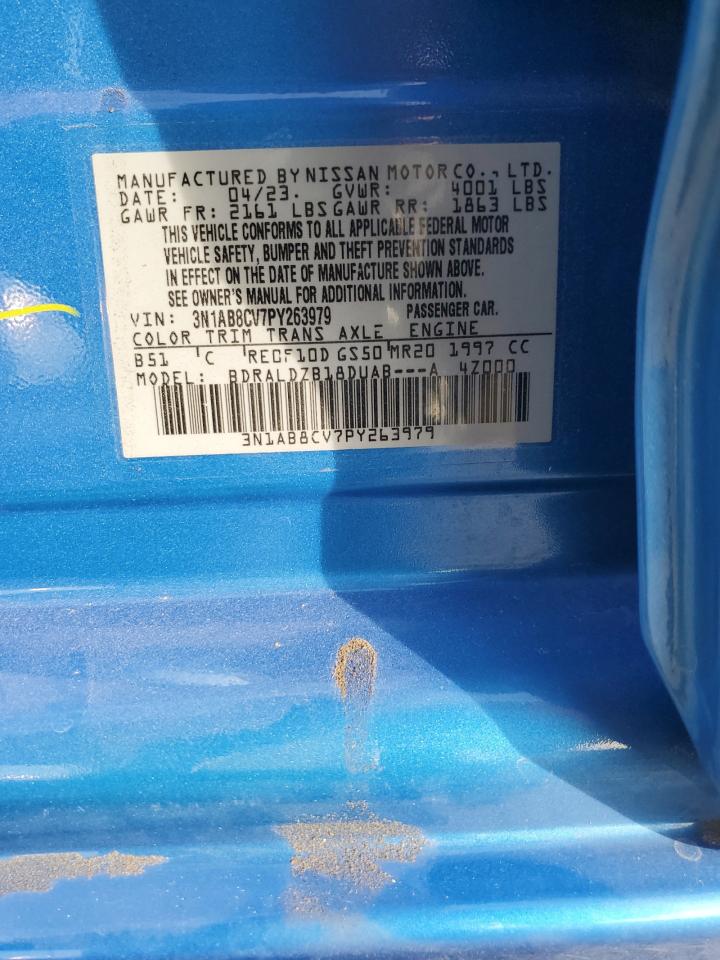 MANUFACTURED BY NISSAN MOTOR CO., LTD.
DATE: 04/23. GVWR: 4001 LBS
GAWR FR: 2161 LBS GAWR RR: 1863 LBS
THIS VEHICLE CONFORMS TO ALL APPLICABLE FEDERAL MOTOR
VEHICLE SAFETY, BUMPER AND THEFT PREVENTION STANDARDS
IN EFFECT ON THE DATE OF MANUFACTURE SHOWN ABOVE.
SEE OWNER'S MANUAL FOR ADDITIONAL INFORMATION.
VIN: 3N1AB8CV7PY263979 PASSENGER CAR.
COLOR TRIM TRANS AXLE ENGINE
B51 C RE0F10D GS50 MR20 1997 CC
MODEL: BDRALDZB18DUAB---A 4Z000
3N1AB8CV7PY263979